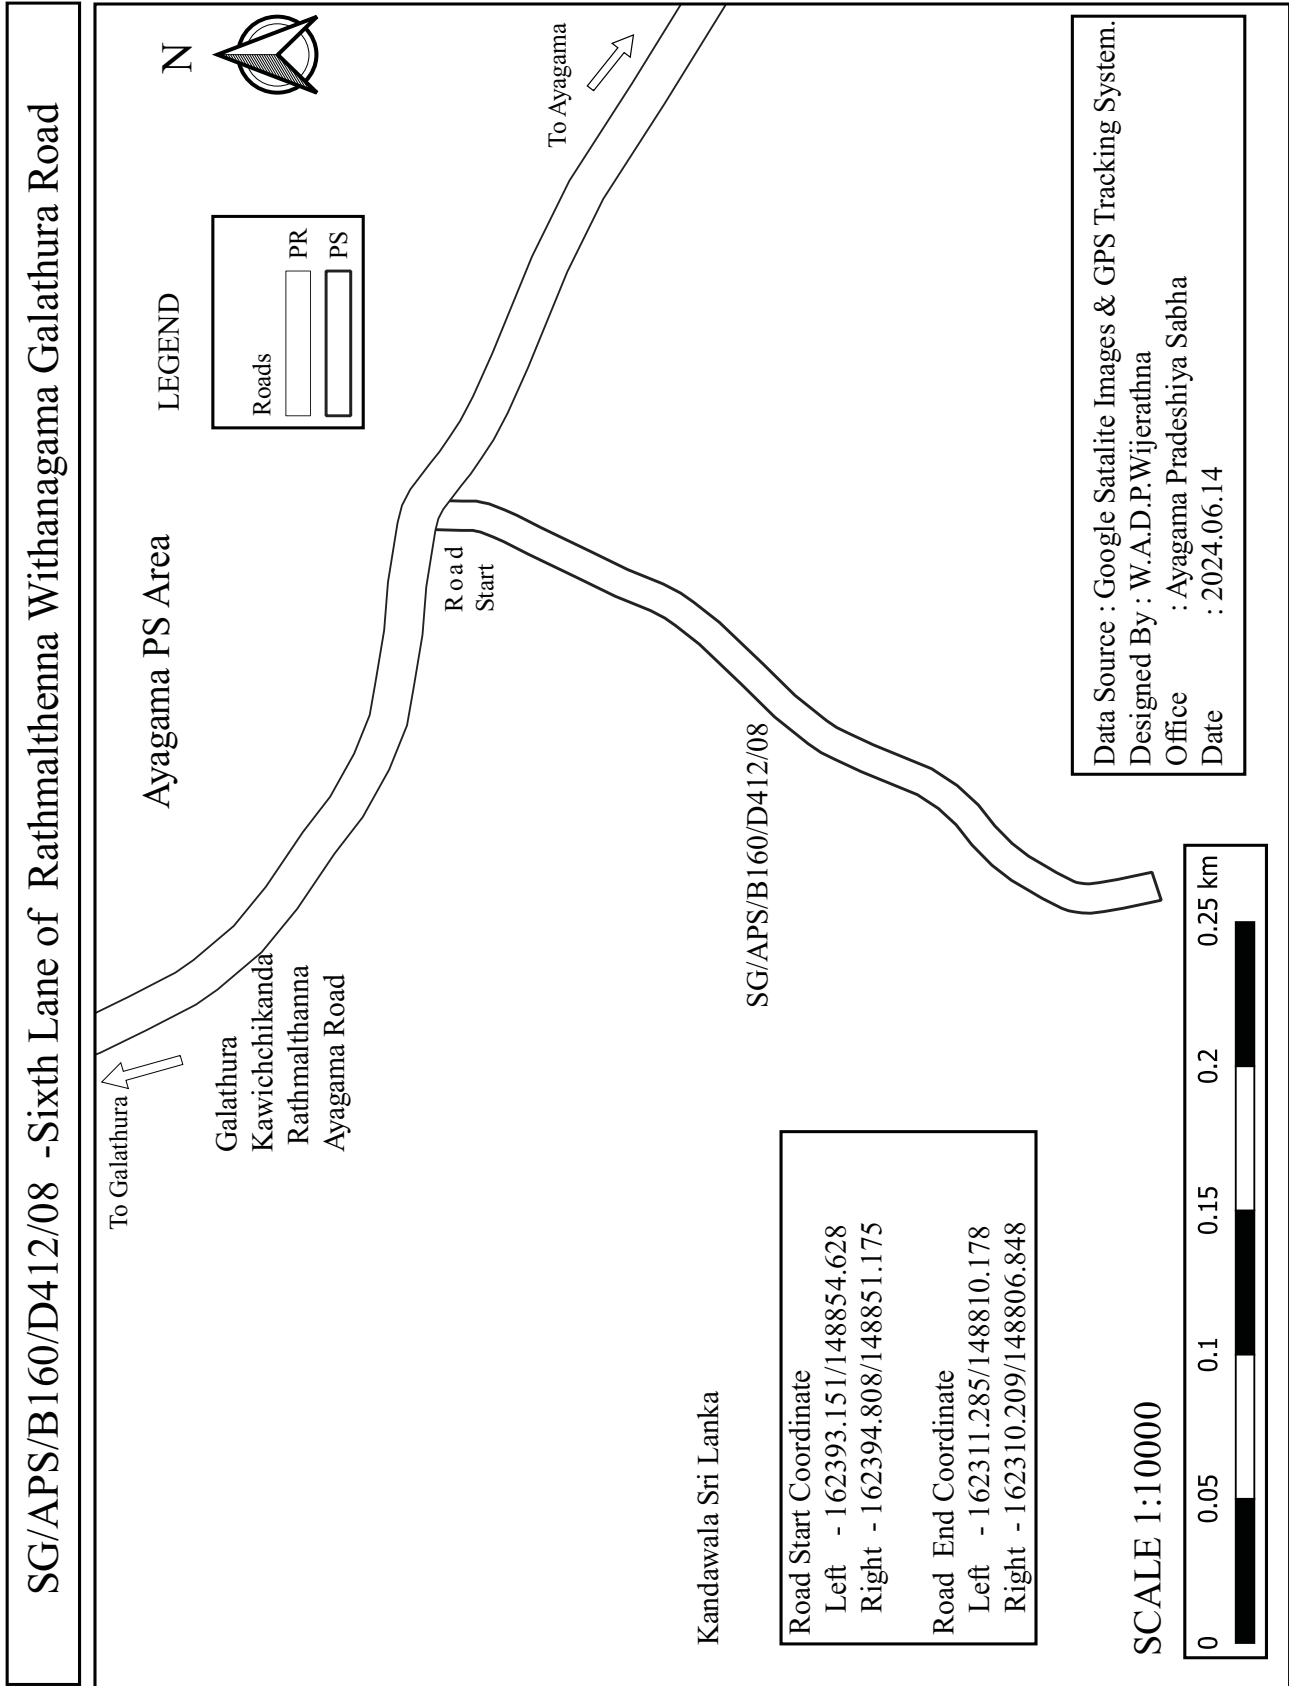 SG/APS/B160/D412/08 -Sixth Lane of Rathmalthenna Withanagama Galathura Road
N
Ayagama PS Area
LEGEND
Roads
PR
PS
To Galathura
To Ayagama
Galathura
Kawichchikanda
Rathmalthanna
Ayagama Road
Road
Start
SG/APS/B160/D412/08
Kandawala Sri Lanka
Road Start Coordinate
Left - 162393.151/148854.628
Right - 162394.808/148851.175
Road End Coordinate
Left - 162311.285/148810.178
Right - 162310.209/148806.848
SCALE 1:10000
0 0.05 0.1 0.15 0.2 0.25 km
Data Source : Google Satalite Images & GPS Tracking System.
Designed By : W.A.D.P.Wijerathna
Office : Ayagama Pradeshiya Sabha
Date : 2024.06.14